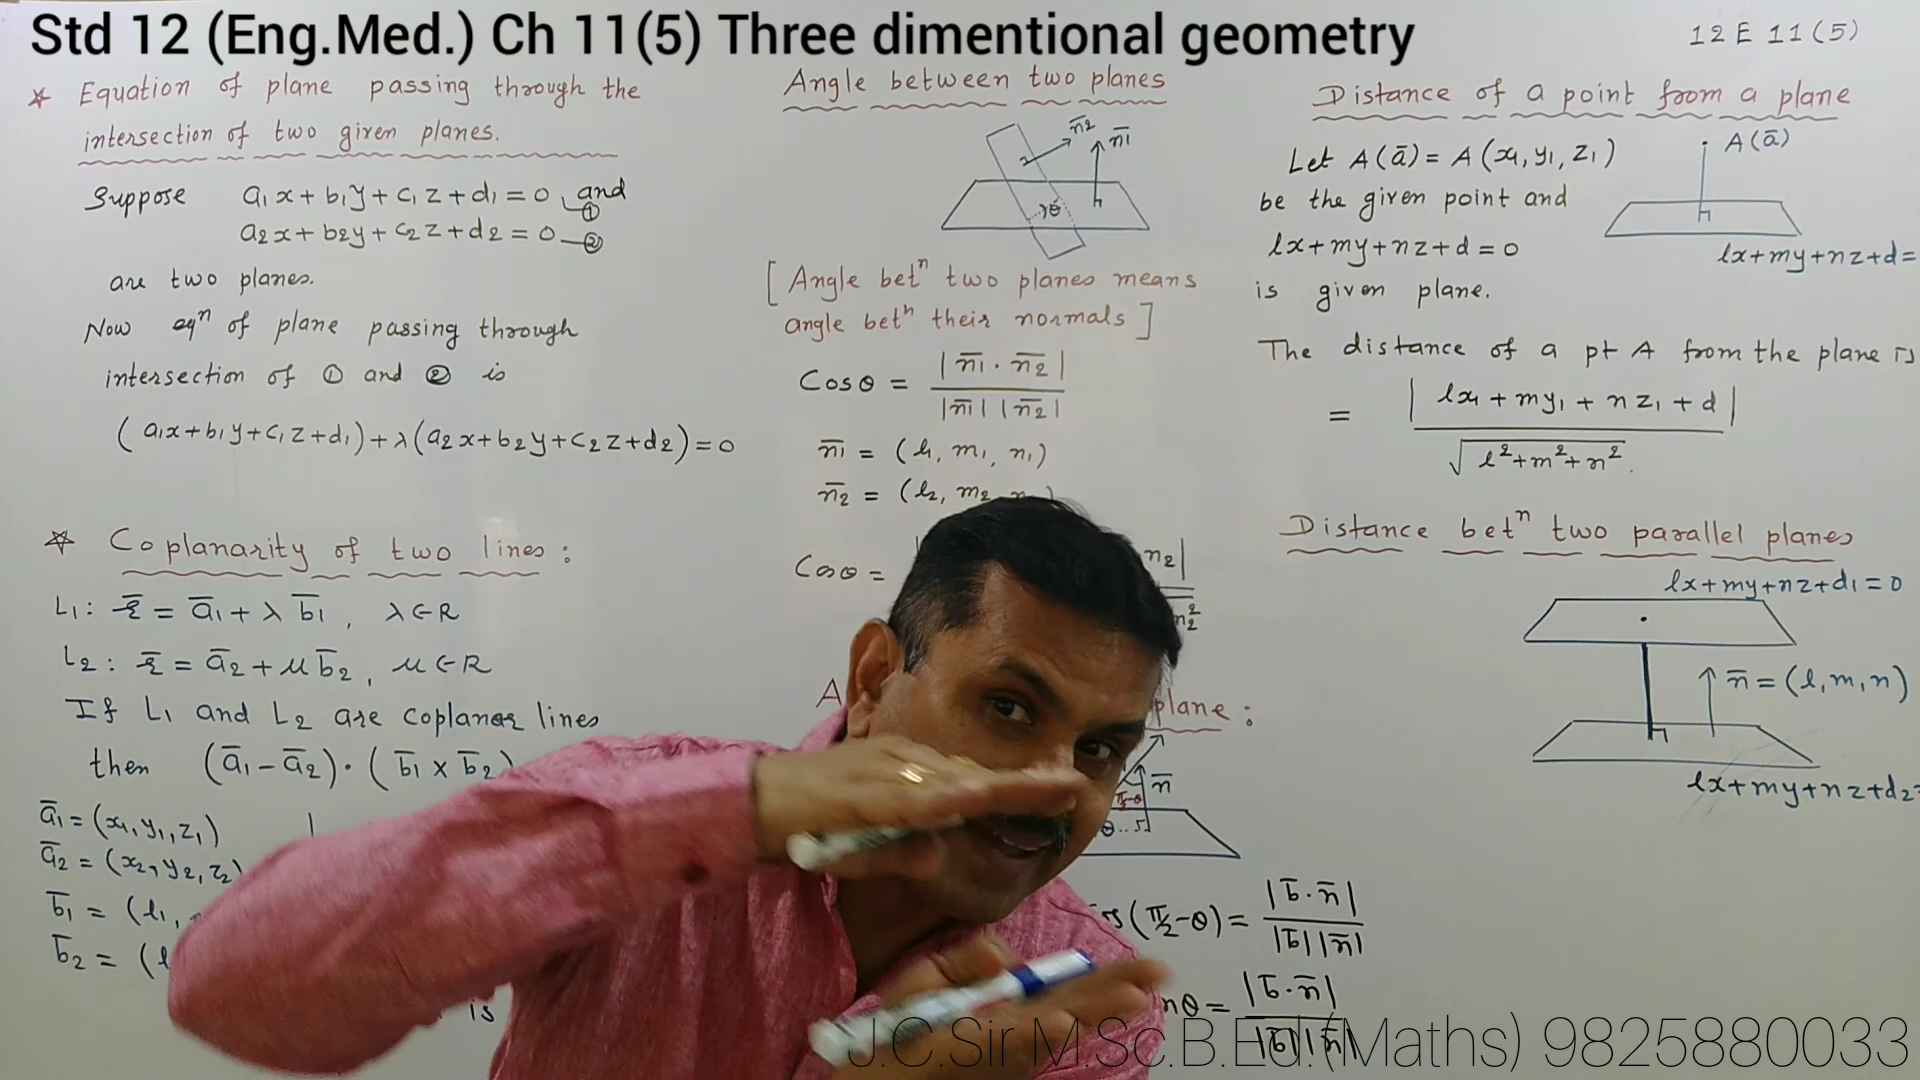 Std 12 (Eng.Med.) Ch 11(5) Three dimentional geometry
12 E 11(5)
* Equation of plane passing through the
intersection of two given planes.
Suppose a₁x + b₁y + c₁z + d₁ = 0 and
①
a₂x + b₂y + c₂z + d₂ = 0 — ②
are two planes.
Now eqⁿ of plane passing through
intersection of ① and ② is
(a₁x+b₁y+c₁z+d₁)+λ(a₂x+b₂y+c₂z+d₂)=0
* Coplanarity of two lines :
L₁: r̄ = ā₁ + λ b̄₁, λ∈R
L₂: r̄ = ā₂ + μ b̄₂, μ∈R
If L₁ and L₂ are coplanar lines
then (ā₁ − ā₂)·(b̄₁ × b̄₂)
ā₁ = (x₁, y₁, z₁)
ā₂ = (x₂, y₂, z₂)
b̄₁ = (l₁,
b̄₂ = (l
is
Angle between two planes
n̄₂
n̄₁
θ
[Angle betⁿ two planes means
angle betⁿ their normals]
Cosθ = |n̄₁ · n̄₂|
|n̄₁| |n̄₂|
n̄₁ = (l₁, m₁, n₁)
n̄₂ = (l₂, m₂,
Cosθ = n₂|
n₂²
A plane :
n̄
π/2-θ
θ
(π/2−θ) = |b̄·n̄|
|b̄||n̄|
θ = |b̄·n̄|
|b̄||n̄|
Distance of a point from a plane
Let A(ā) = A(x₁, y₁, z₁)
A(ā)
be the given point and
lx+my+nz+d=0
lx+my+nz+d=
is given plane.
The distance of a pt A from the plane is
= | lx₁ + my₁ + nz₁ + d |
√l²+m²+n².
Distance betⁿ two parallel planes
lx+my+nz+d₁=0
n̄=(l,m,n)
lx+my+nz+d₂=
J.C.Sir M.Sc.B.Ed.(Maths) 9825880033